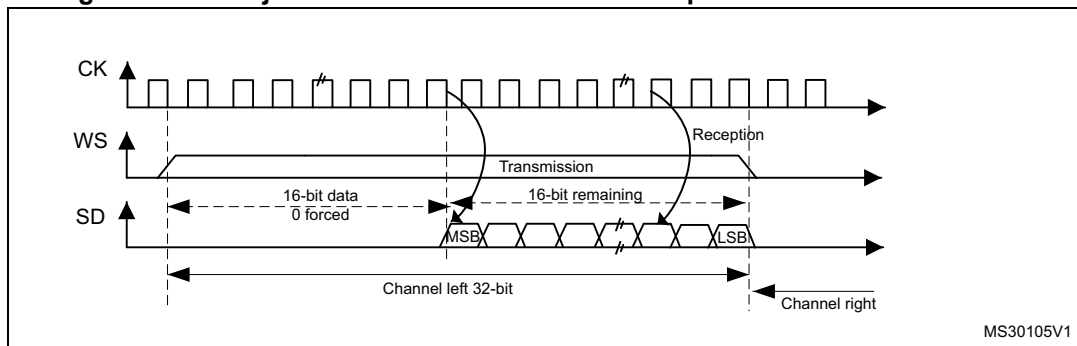 CK
Reception
WS
Transmission
16-bit data
0 forced
16-bit remaining
SD
MSB
LSB
Channel left 32-bit
Channel right
MS30105V1